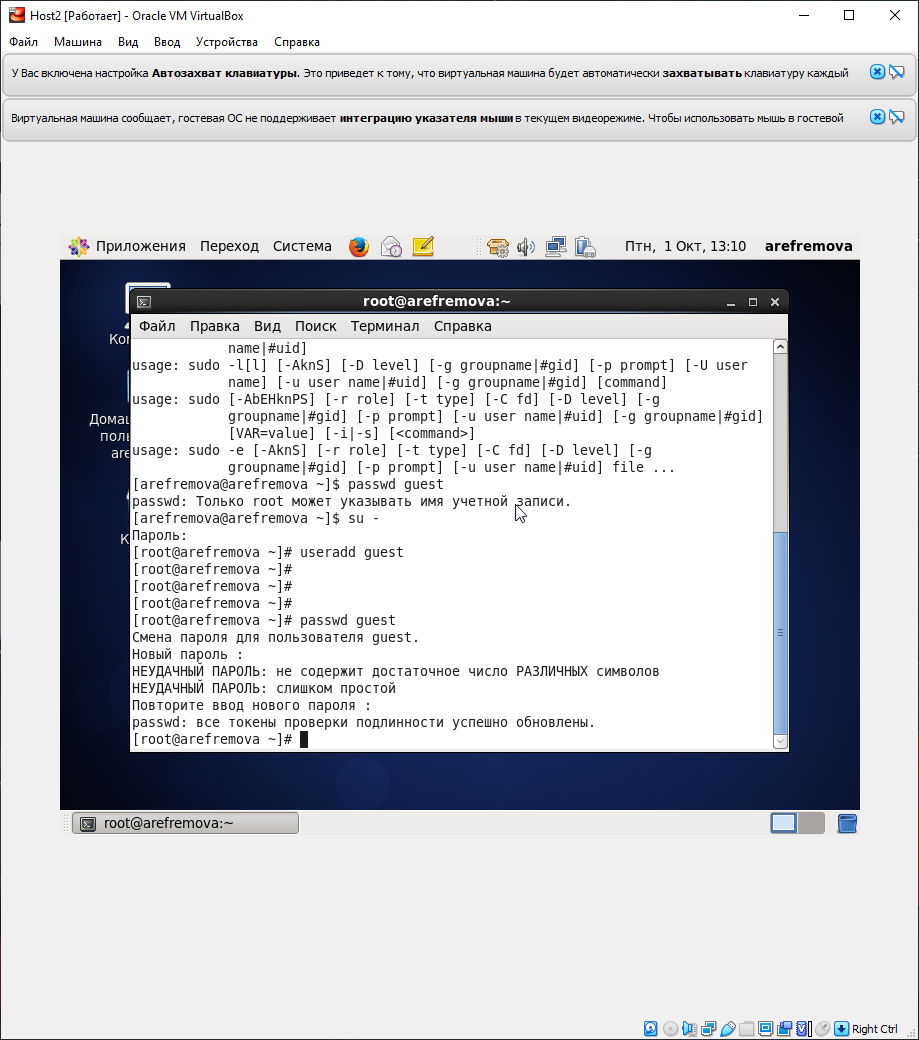 Host2 [Работает] - Oracle VM VirtualBox
Файл Машина Вид Ввод Устройства Справка
У Вас включена настройка Автозахват клавиатуры. Это приведет к тому, что виртуальная машина будет автоматически захватывать клавиатуру каждый
Виртуальная машина сообщает, гостевая ОС не поддерживает интеграцию указателя мыши в текущем видеорежиме. Чтобы использовать мышь в гостевой
Приложения Переход Система Птн, 1 Окт, 13:10 arefremova
root@arefremova:~
Файл Правка Вид Поиск Терминал Справка
name|#uid]
usage: sudo -l[l] [-AknS] [-D level] [-g groupname|#gid] [-p prompt] [-U user
name] [-u user name|#uid] [-g groupname|#gid] [command]
usage: sudo [-AbEHknPS] [-r role] [-t type] [-C fd] [-D level] [-g
groupname|#gid] [-p prompt] [-u user name|#uid] [-g groupname|#gid]
[VAR=value] [-i|-s] [<command>]
usage: sudo -e [-AknS] [-r role] [-t type] [-C fd] [-D level] [-g
groupname|#gid] [-p prompt] [-u user name|#uid] file ...
[arefremova@arefremova ~]$ passwd guest
passwd: Только root может указывать имя учетной записи.
[arefremova@arefremova ~]$ su -
Пароль:
[root@arefremova ~]# useradd guest
[root@arefremova ~]#
[root@arefremova ~]#
[root@arefremova ~]#
[root@arefremova ~]# passwd guest
Смена пароля для пользователя guest.
Новый пароль :
НЕУДАЧНЫЙ ПАРОЛЬ: не содержит достаточное число РАЗЛИЧНЫХ символов
НЕУДАЧНЫЙ ПАРОЛЬ: слишком простой
Повторите ввод нового пароля :
passwd: все токены проверки подлинности успешно обновлены.
[root@arefremova ~]#
root@arefremova:~
Right Ctrl